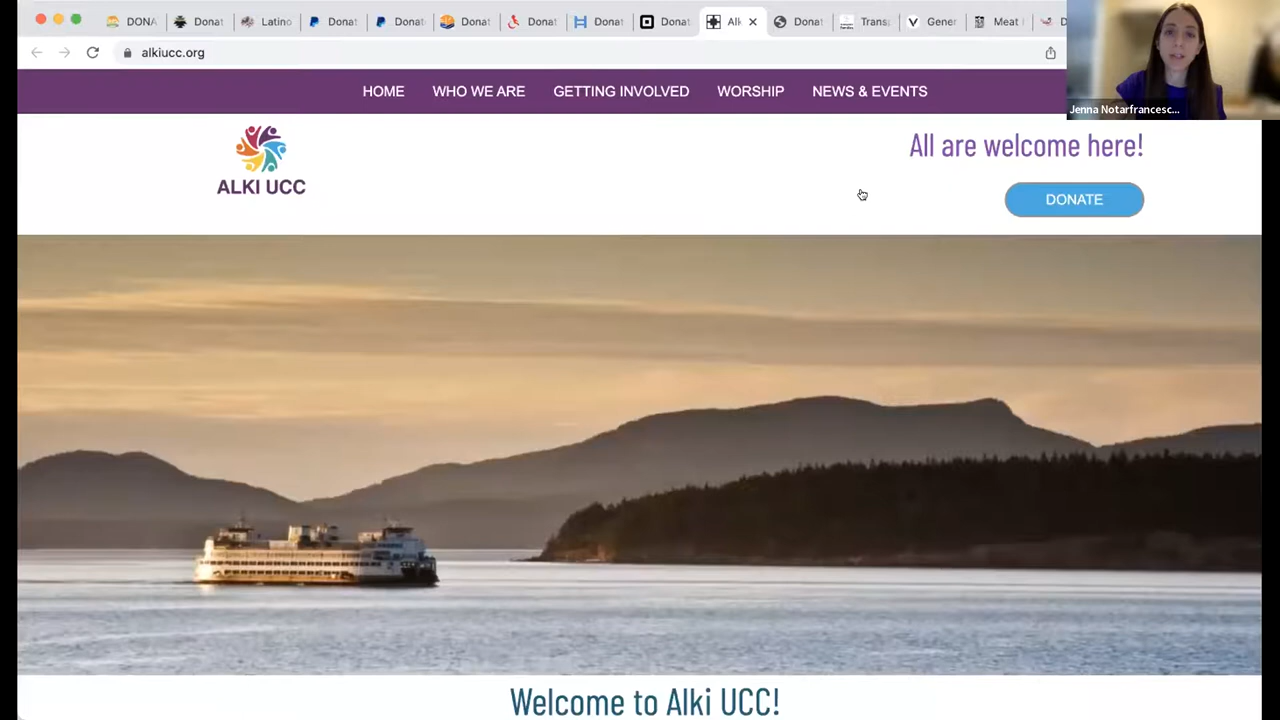 DONA
Donat
Latino
Donat
Donat
Donat
Donat
Donat
Donat
Alk
Donat
Trans
Gener
Meat
alkiucc.org
Jenna Notarfrancesc...
HOME
WHO WE ARE
GETTING INVOLVED
WORSHIP
NEWS & EVENTS
ALKI UCC
All are welcome here!
DONATE
Welcome to Alki UCC!